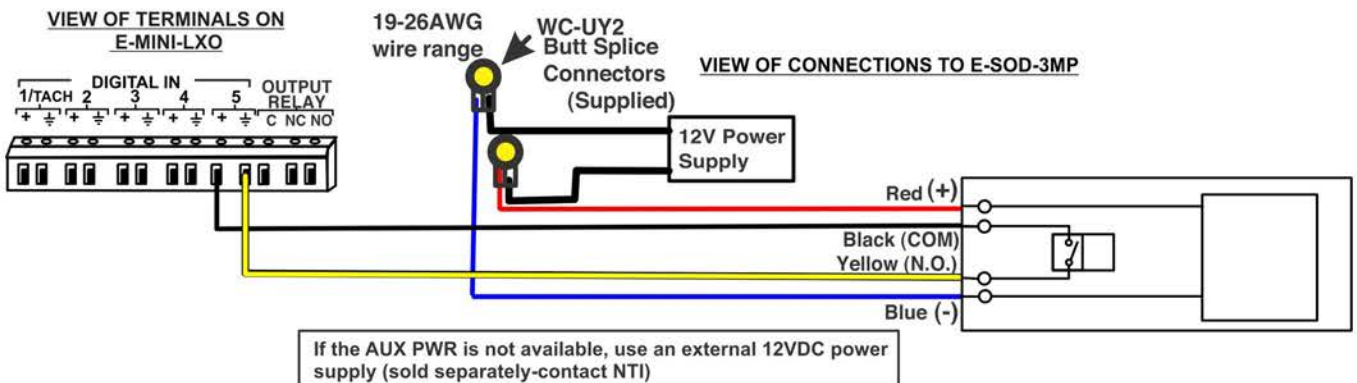 VIEW OF TERMINALS ON
E-MINI-LXO
DIGITAL IN
1/TACH 2 3 4 5
OUTPUT
RELAY
+ ⏚ + ⏚ + ⏚ + ⏚ + ⏚ C NC NO
19-26AWG
wire range
WC-UY2
Butt Splice
Connectors
(Supplied)
VIEW OF CONNECTIONS TO E-SOD-3MP
12V Power
Supply
Red (+)
Black (COM)
Yellow (N.O.)
Blue (-)
If the AUX PWR is not available, use an external 12VDC power
supply (sold separately-contact NTI)